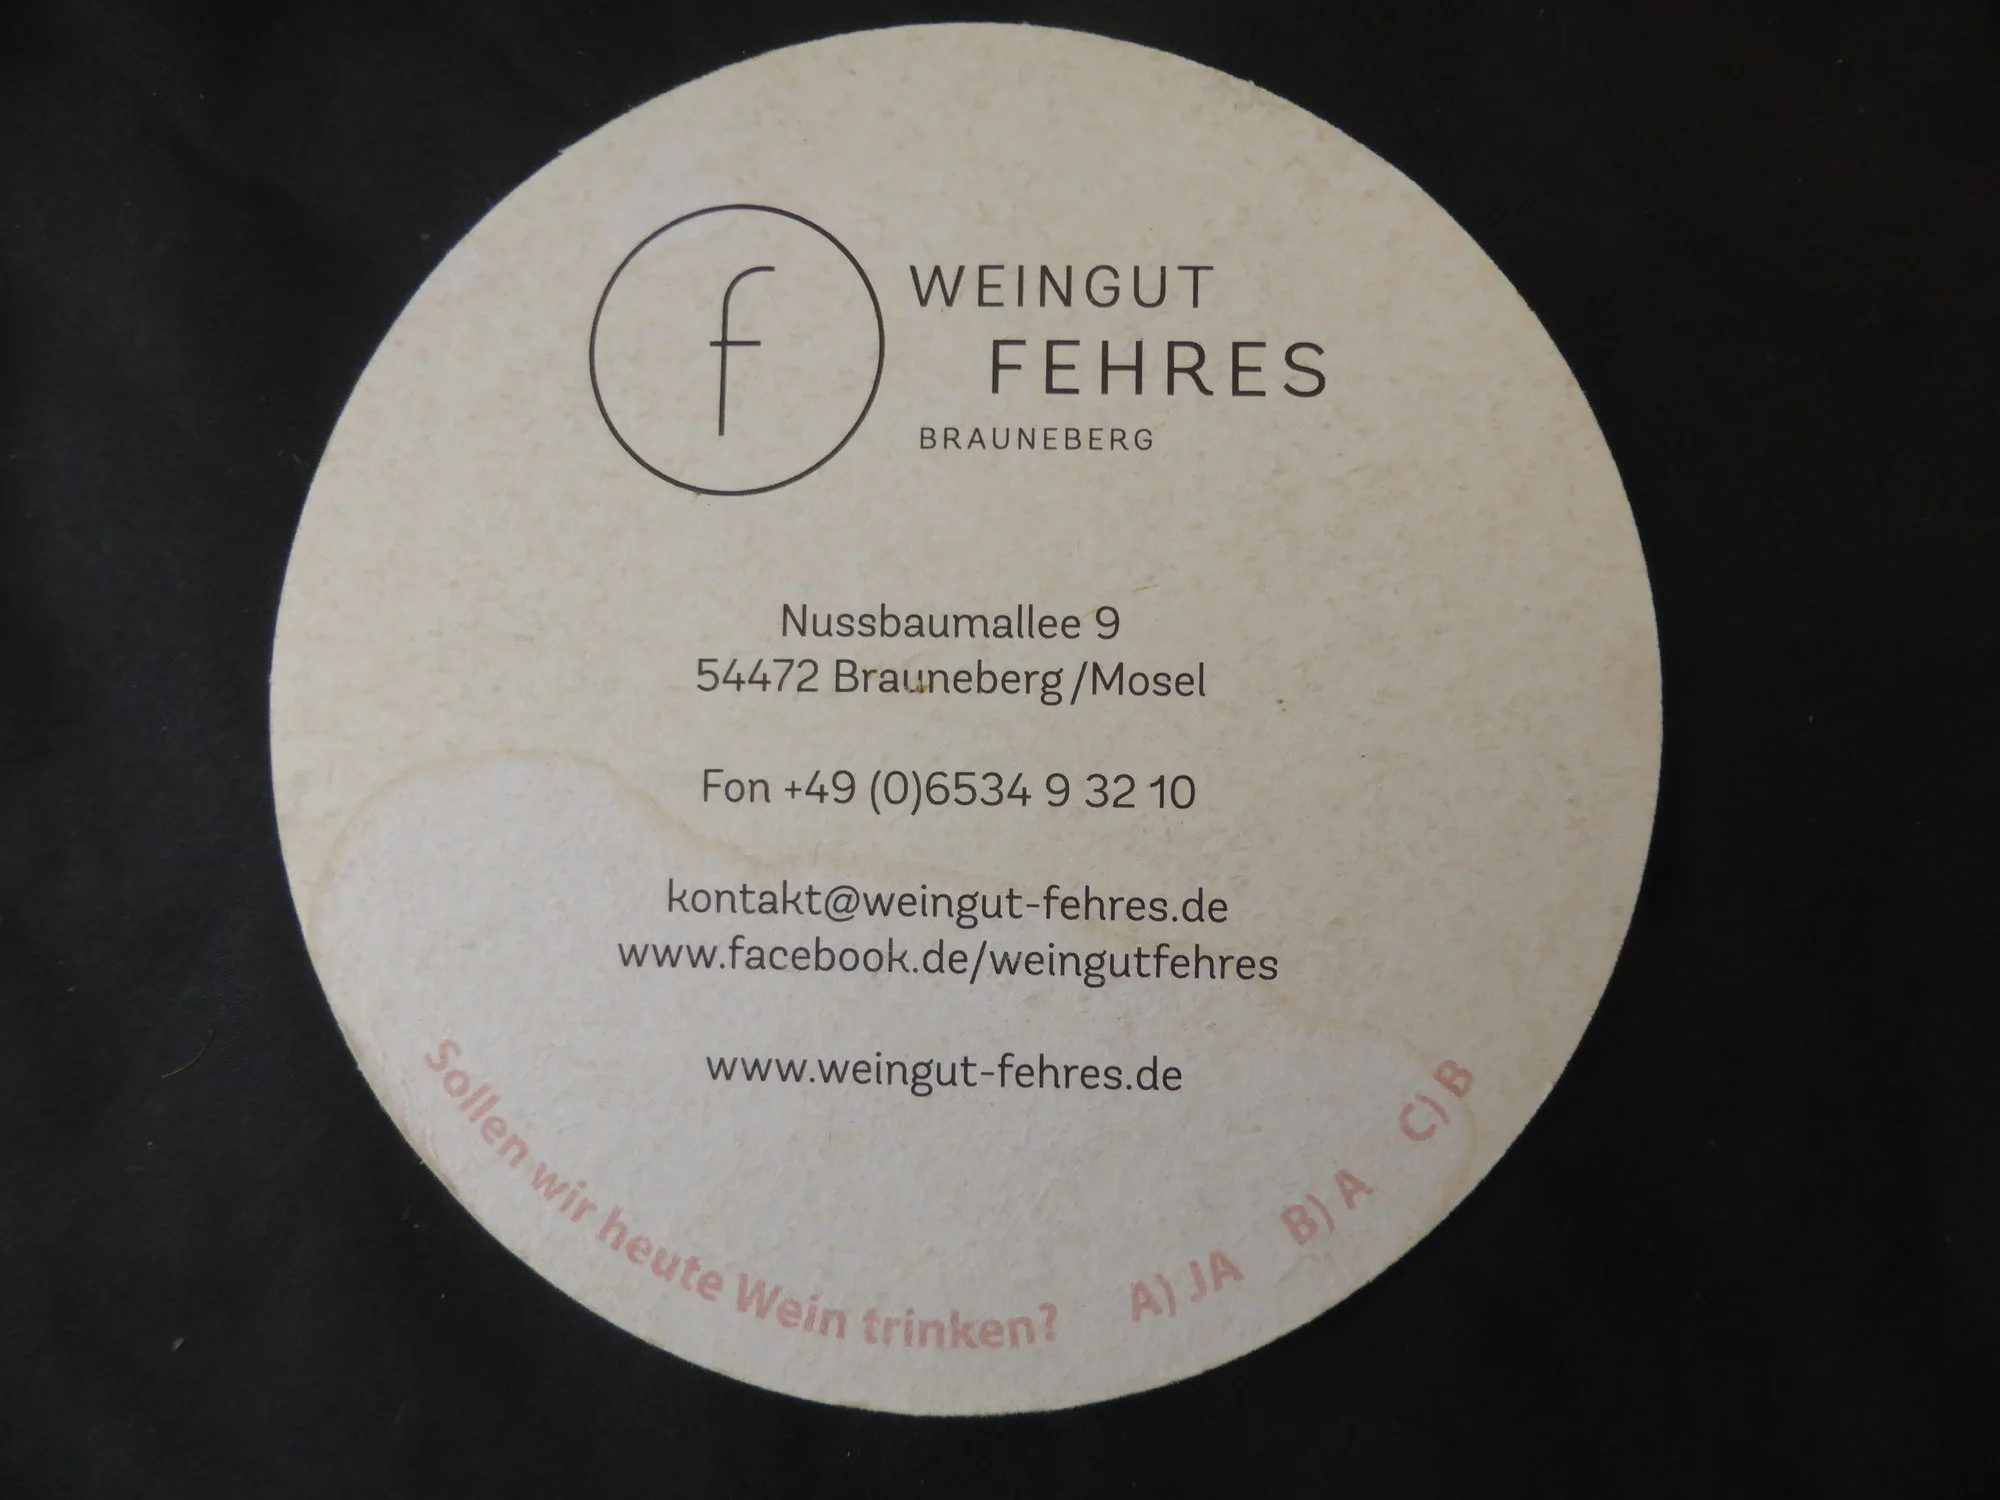 f
WEINGUT
FEHRES
BRAUNEBERG
Nussbaumallee 9
54472 Brauneberg/Mosel
Fon +49 (0)6534 9 32 10
kontakt@weingut-fehres.de
www.facebook.de/weingutfehres
www.weingut-fehres.de
Sollen wir heute Wein trinken? A) JA B) A C) B